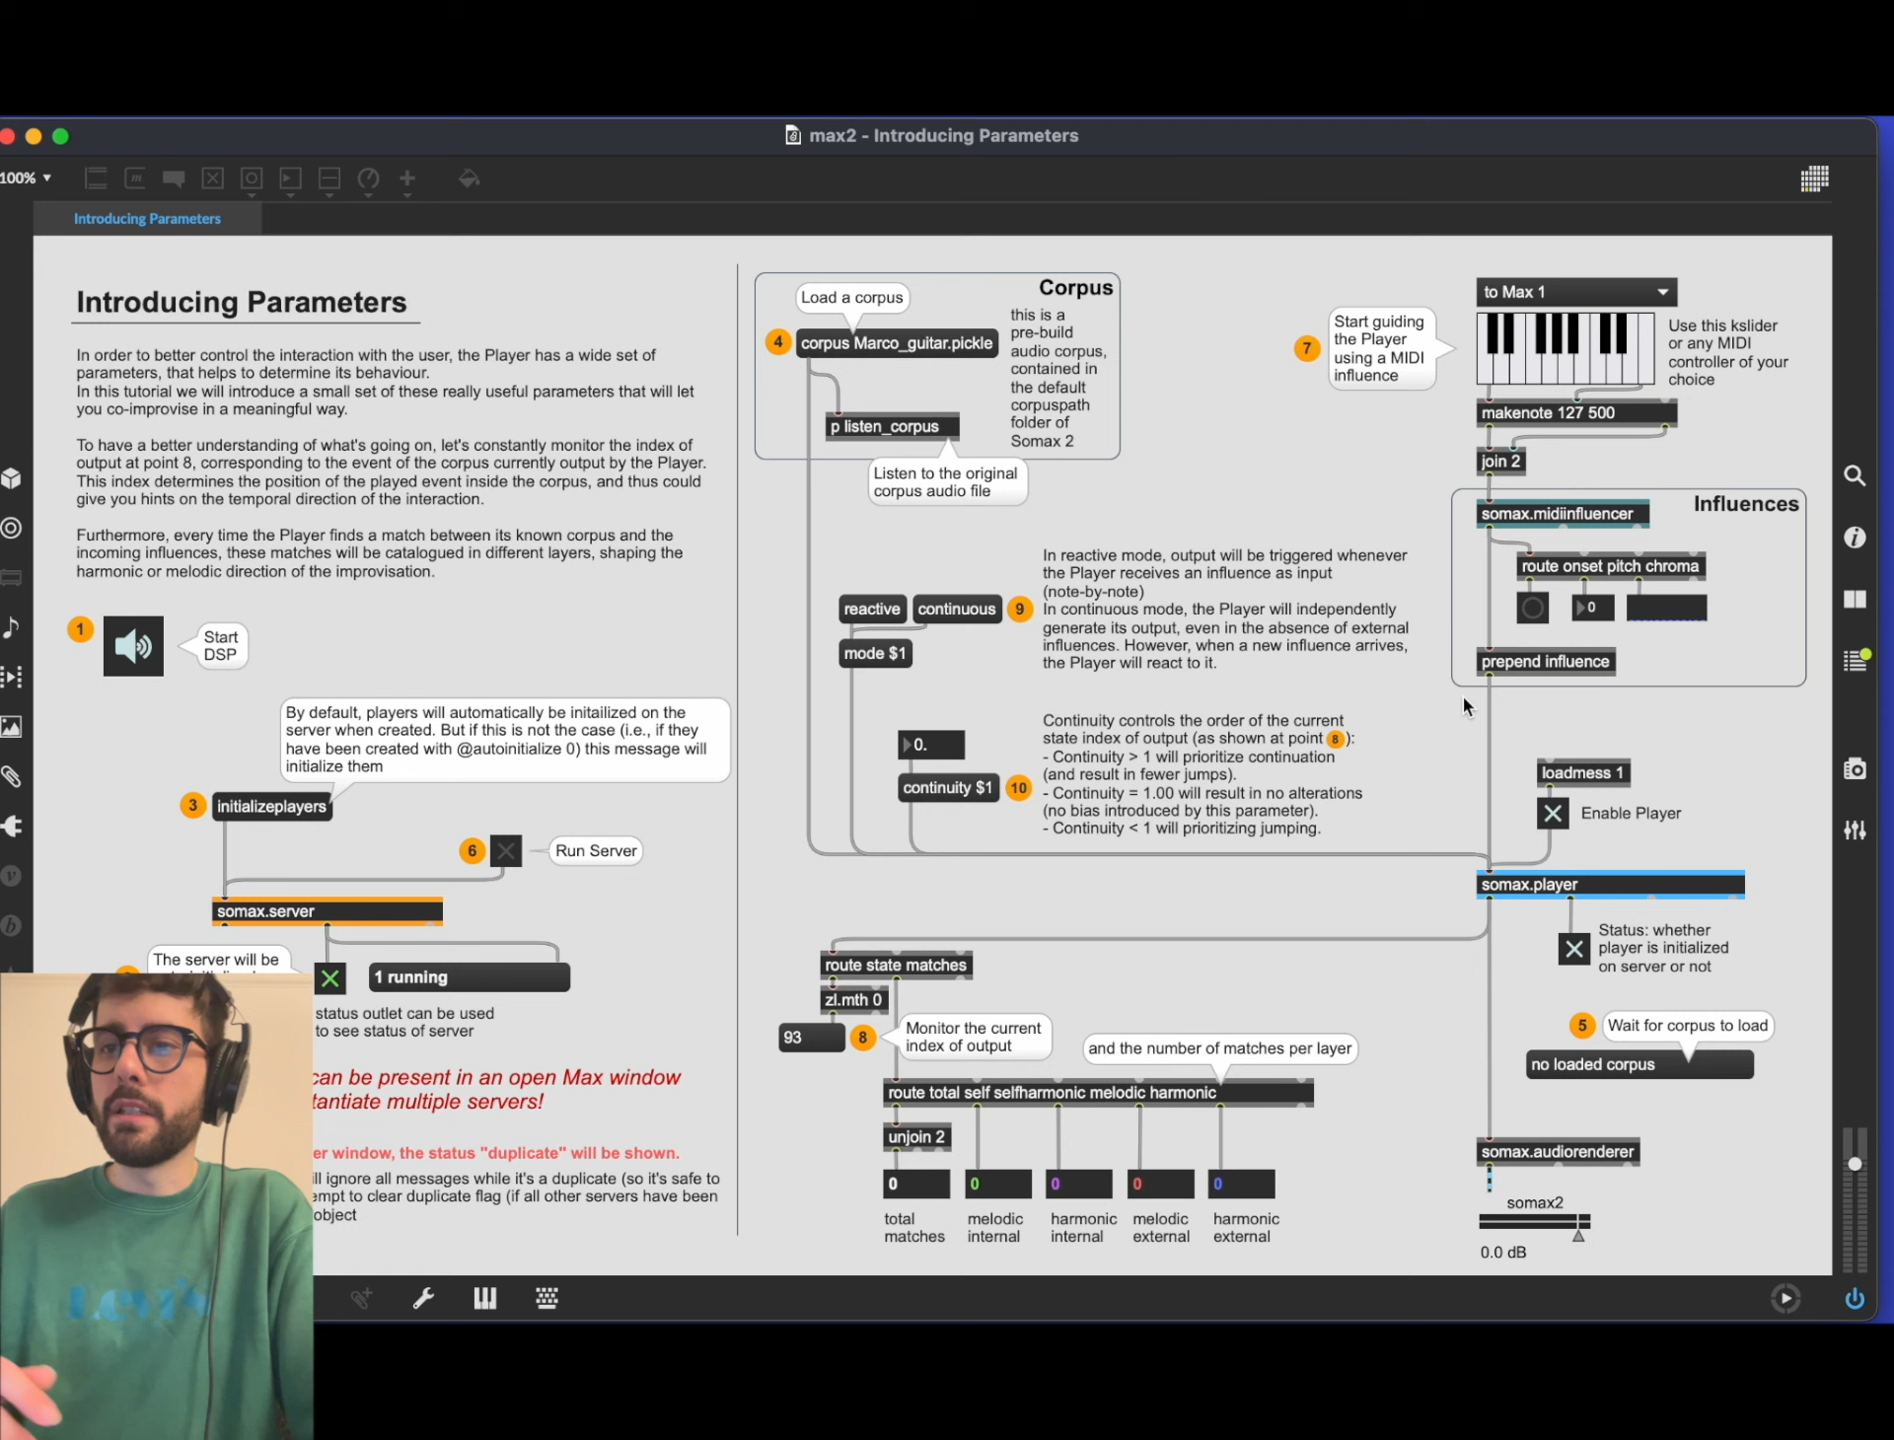 max2 - Introducing Parameters
100%
Introducing Parameters
Introducing Parameters
In order to better control the interaction with the user, the Player has a wide set of
parameters, that helps to determine its behaviour.
In this tutorial we will introduce a small set of these really useful parameters that will let
you co-improvise in a meaningful way.
To have a better understanding of what's going on, let's constantly monitor the index of
output at point 8, corresponding to the event of the corpus currently output by the Player.
This index determines the position of the played event inside the corpus, and thus could
give you hints on the temporal direction of the interaction.
Furthermore, every time the Player finds a match between its known corpus and the
incoming influences, these matches will be catalogued in different layers, shaping the
harmonic or melodic direction of the improvisation.
1
Start
DSP
By default, players will automatically be initailized on the
server when created. But if this is not the case (i.e., if they
have been created with @autoinitialize 0) this message will
initialize them
3
initializeplayers
6
Run Server
somax.server
The server will be
1 running
status outlet can be used
to see status of server
can be present in an open Max window
tantiate multiple servers!
er window, the status "duplicate" will be shown.
ill ignore all messages while it's a duplicate (so it's safe to
empt to clear duplicate flag (if all other servers have been
object
Load a corpus
Corpus
4
corpus Marco_guitar.pickle
this is a
pre-build
audio corpus,
contained in
the default
corpuspath
folder of
Somax 2
p listen_corpus
Listen to the original
corpus audio file
reactive
continuous
9
mode $1
In reactive mode, output will be triggered whenever
the Player receives an influence as input
(note-by-note)
In continuous mode, the Player will independently
generate its output, even in the absence of external
influences. However, when a new influence arrives,
the Player will react to it.
0.
continuity $1
10
Continuity controls the order of the current
state index of output (as shown at point 8):
- Continuity > 1 will prioritize continuation
(and result in fewer jumps).
- Continuity = 1.00 will result in no alterations
(no bias introduced by this parameter).
- Continuity < 1 will prioritizing jumping.
route state matches
zl.mth 0
93
8
Monitor the current
index of output
and the number of matches per layer
route total self selfharmonic melodic harmonic
unjoin 2
0
0
0
0
0
total
matches
melodic
internal
harmonic
internal
melodic
external
harmonic
external
7
Start guiding
the Player
using a MIDI
influence
to Max 1
Use this kslider
or any MIDI
controller of your
choice
makenote 127 500
join 2
Influences
somax.midiinfluencer
route onset pitch chroma
0
prepend influence
loadmess 1
Enable Player
somax.player
Status: whether
player is initialized
on server or not
5
Wait for corpus to load
no loaded corpus
somax.audiorenderer
somax2
0.0 dB